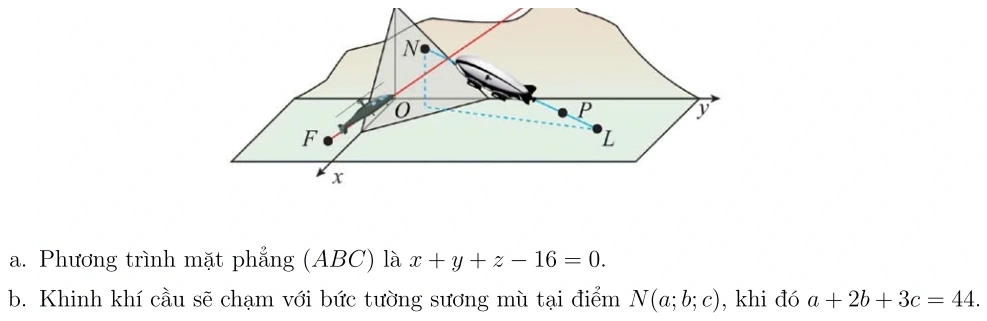 N
O
P
y
F
L
x
a. Phương trình mặt phẳng (ABC) là x + y + z − 16 = 0.
b. Khinh khí cầu sẽ chạm với bức tường sương mù tại điểm N(a; b; c), khi đó a + 2b + 3c = 44.